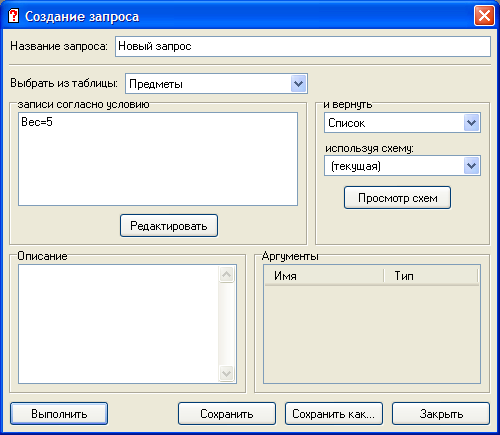 Создание запроса
Название запроса: Новый запрос
Выбрать из таблицы: Предметы
записи согласно условию
Вес=5
Редактировать
и вернуть
Список
используя схему:
(текущая)
Просмотр схем
Описание
Аргументы
Имя Тип
Выполнить Сохранить Сохранить как... Закрыть